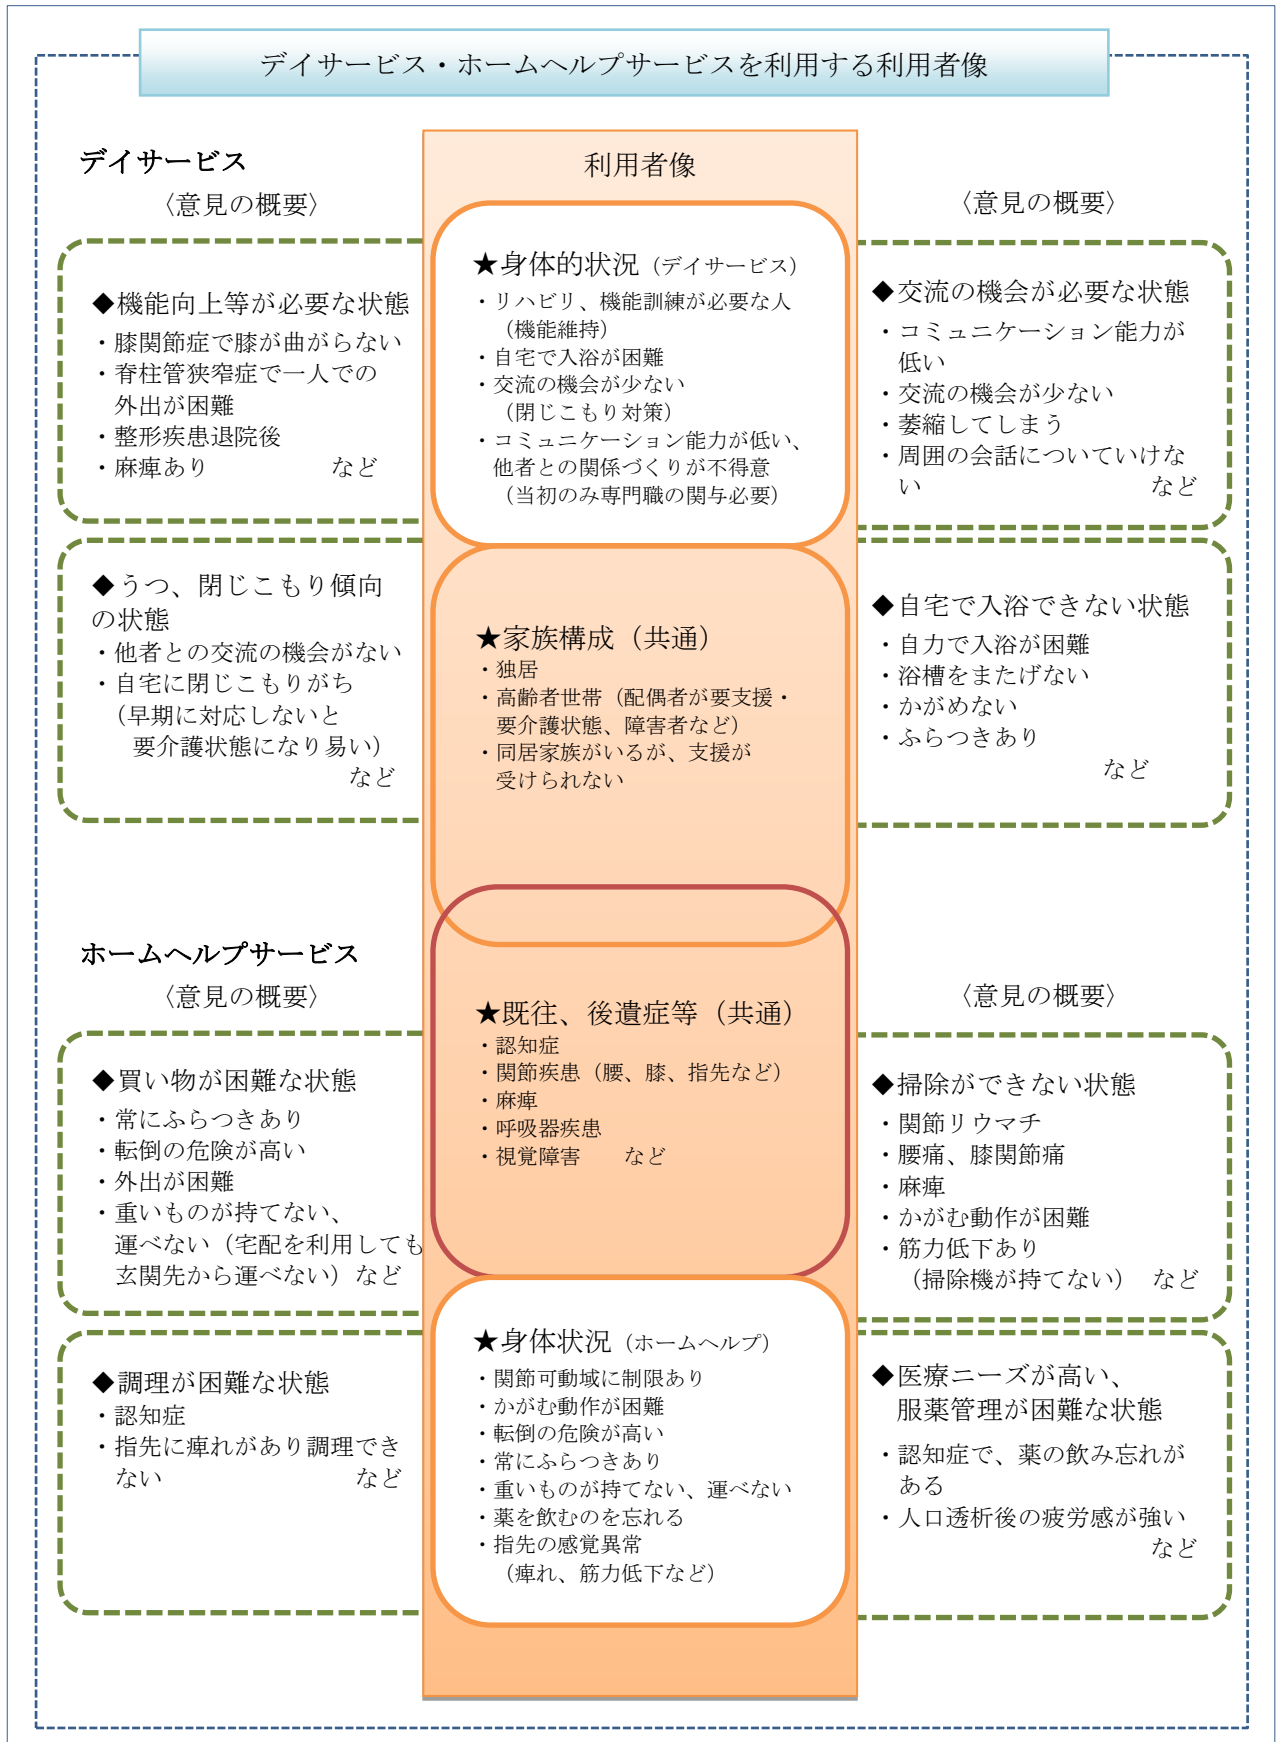 デイサービス・ホームヘルプサービスを利用する利用者像
デイサービス
〈意見の概要〉
◆機能向上等が必要な状態
・膝関節症で膝が曲がらない
・脊柱管狭窄症で一人での
外出が困難
・整形疾患退院後
・麻痺あり など
◆うつ、閉じこもり傾向
の状態
・他者との交流の機会がない
・自宅に閉じこもりがち
（早期に対応しないと
要介護状態になり易い）
など
利用者像
★身体的状況（デイサービス）
・リハビリ、機能訓練が必要な人
（機能維持）
・自宅で入浴が困難
・交流の機会が少ない
（閉じこもり対策）
・コミュニケーション能力が低い、
他者との関係づくりが不得意
（当初のみ専門職の関与必要）
★家族構成（共通）
・独居
・高齢者世帯（配偶者が要支援・
要介護状態、障害者など）
・同居家族がいるが、支援が
受けられない
〈意見の概要〉
◆交流の機会が必要な状態
・コミュニケーション能力が
低い
・交流の機会が少ない
・萎縮してしまう
・周囲の会話についていけな
い など
◆自宅で入浴できない状態
・自力で入浴が困難
・浴槽をまたげない
・かがめない
・ふらつきあり
など
ホームヘルプサービス
〈意見の概要〉
◆買い物が困難な状態
・常にふらつきあり
・転倒の危険が高い
・外出が困難
・重いものが持てない、
運べない（宅配を利用しても
玄関先から運べない）など
◆調理が困難な状態
・認知症
・指先に痺れがあり調理でき
ない など
★既往、後遺症等（共通）
・認知症
・関節疾患（腰、膝、指先など）
・麻痺
・呼吸器疾患
・視覚障害 など
★身体状況（ホームヘルプ）
・関節可動域に制限あり
・かがむ動作が困難
・転倒の危険が高い
・常にふらつきあり
・重いものが持てない、運べない
・薬を飲むのを忘れる
・指先の感覚異常
（痺れ、筋力低下など）
〈意見の概要〉
◆掃除ができない状態
・関節リウマチ
・腰痛、膝関節痛
・麻痺
・かがむ動作が困難
・筋力低下あり
（掃除機が持てない） など
◆医療ニーズが高い、
服薬管理が困難な状態
・認知症で、薬の飲み忘れが
ある
・人口透析後の疲労感が強い
など